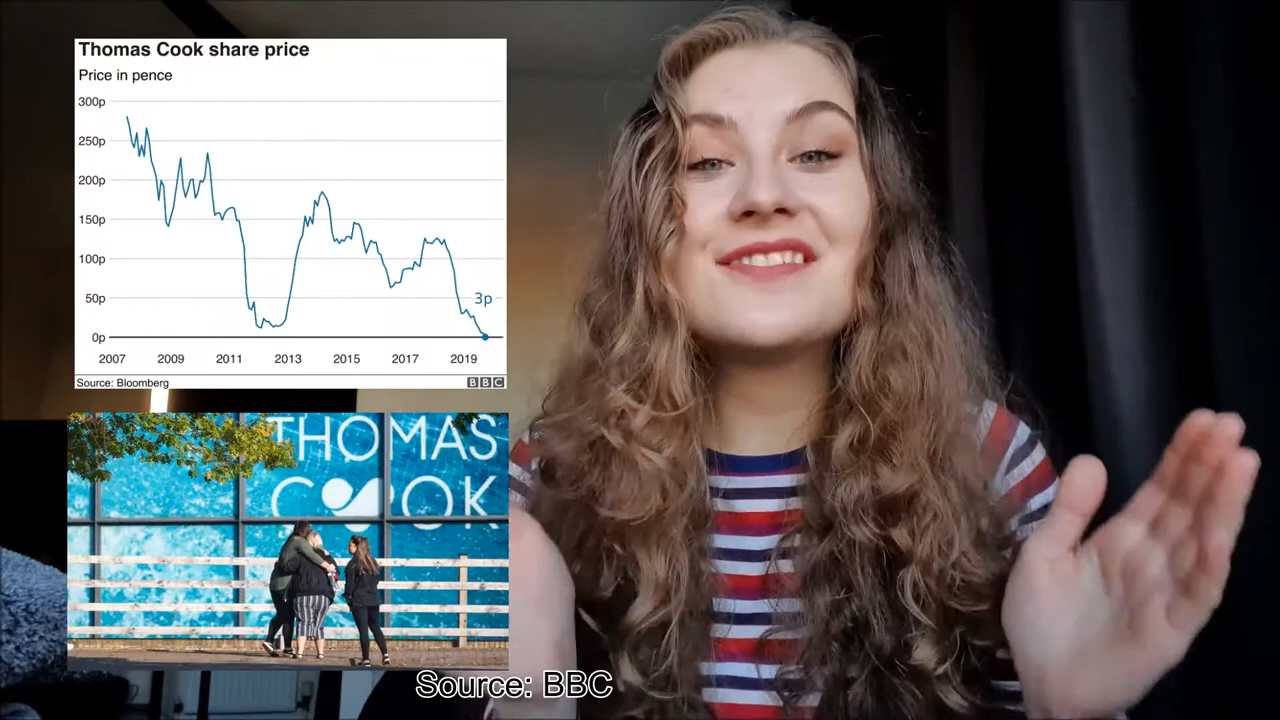 Thomas Cook share price
Price in pence
300p
250p
200p
150p
100p
50p
0p
3p
2007 2009 2011 2013 2015 2017 2019
Source: Bloomberg
BBC
THOMAS
COOK
Source: BBC